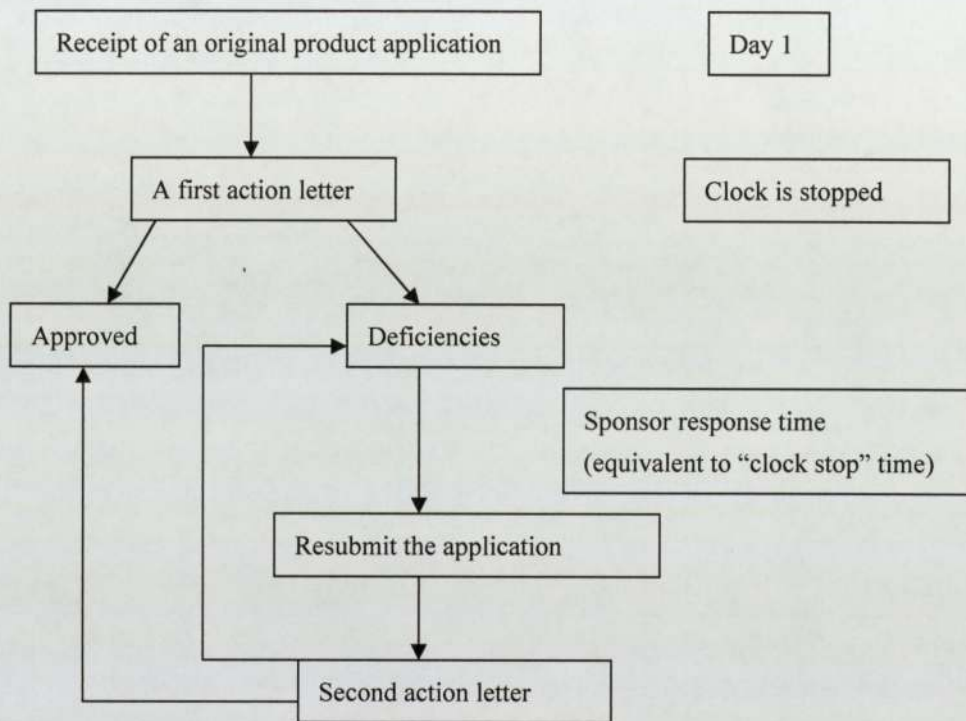 Receipt of an original product application
Day 1
A first action letter
Clock is stopped
Approved
Deficiencies
Sponsor response time
(equivalent to “clock stop” time)
Resubmit the application
Second action letter